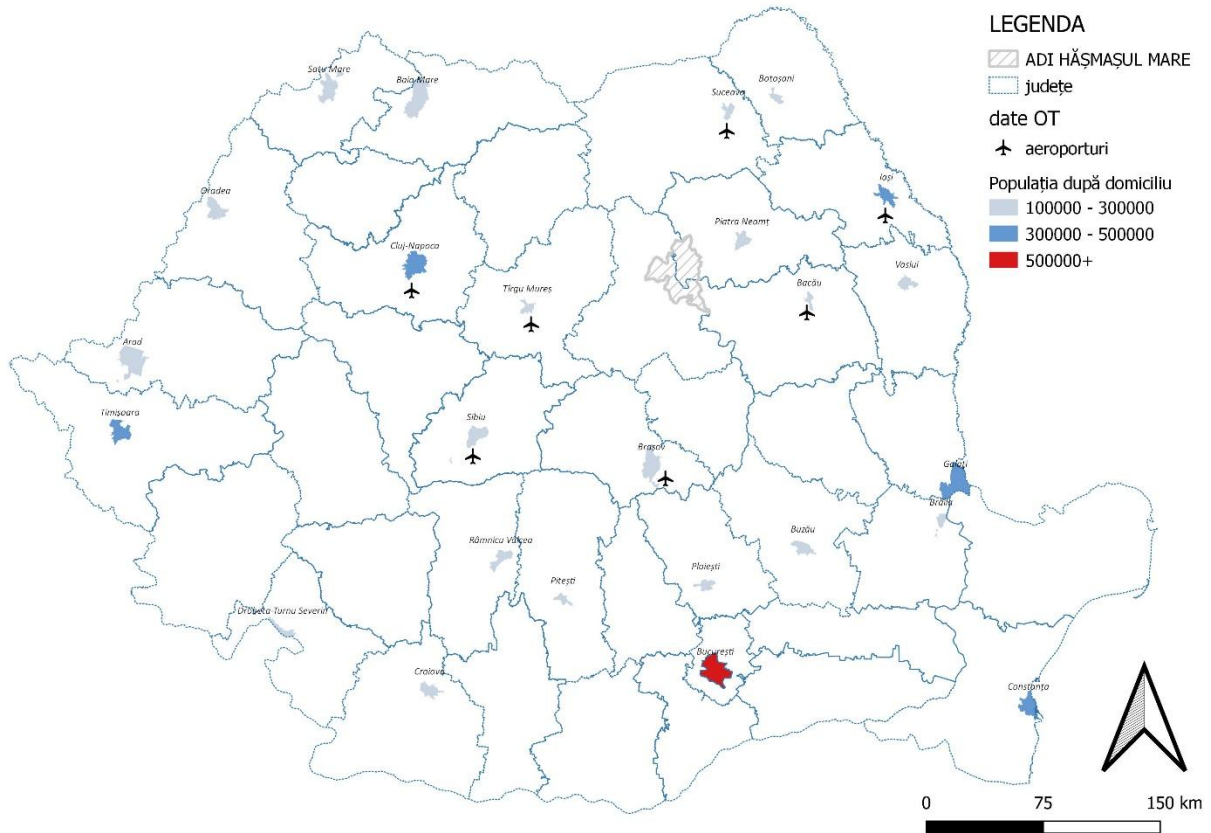 LEGENDA
ADI HĂȘMAȘUL MARE
județe
date OT
aeroporturi
Populația după domiciliu
100000 - 300000
300000 - 500000
500000+
Satu Mare
Baia Mare
Suceava
Botoșani
Oradea
Iași
Piatra Neamț
Cluj-Napoca
Vaslui
Tîrgu Mureș
Bacău
Arad
Timișoara
Sibiu
Brașov
Galați
Brăila
Râmnicu Vâlcea
Buzău
Pitești
Ploiești
Drobeta-Turnu Severin
București
Craiova
Constanța
0 75 150 km